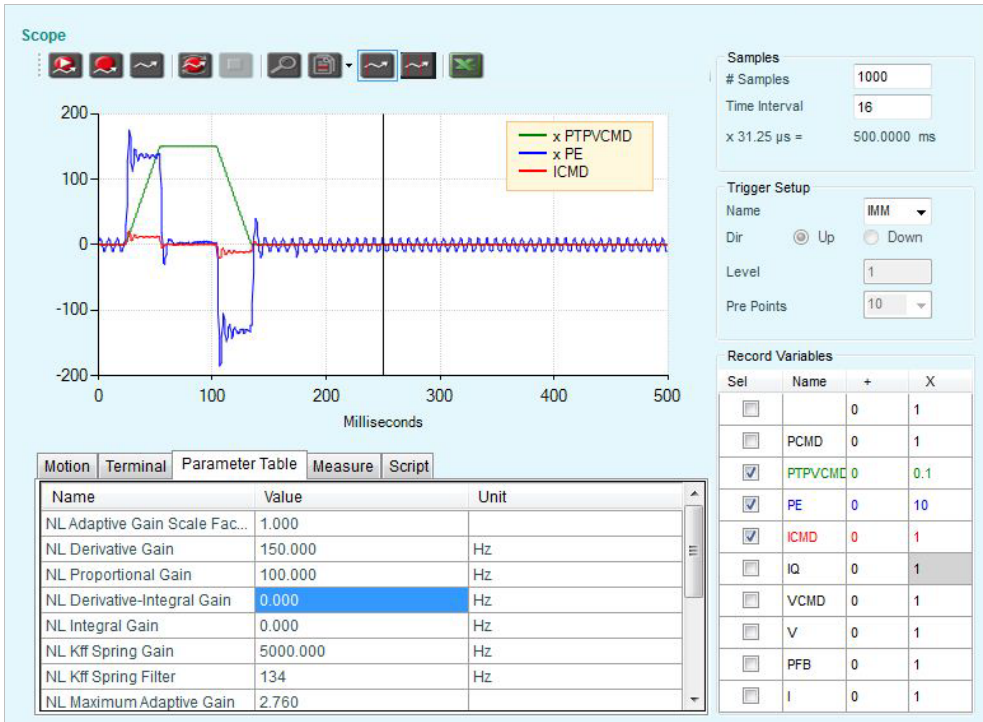 Scope
200
100
0
-100
-200
0 100 200 300 400 500
Milliseconds
x PTPVCMD
x PE
ICMD
Motion Terminal Parameter Table Measure Script
Name Value Unit
NL Adaptive Gain Scale Fac... 1.000
NL Derivative Gain 150.000 Hz
NL Proportional Gain 100.000 Hz
NL Derivative-Integral Gain 0.000 Hz
NL Integral Gain 0.000 Hz
NL Kff Spring Gain 5000.000 Hz
NL Kff Spring Filter 134 Hz
NL Maximum Adaptive Gain 2.760
Samples
# Samples 1000
Time Interval 16
x 31.25 µs = 500.0000 ms
Trigger Setup
Name IMM
Dir Up Down
Level 1
Pre Points 10
Record Variables
Sel Name + X
0 1
PCMD 0 1
PTPVCMD 0 0.1
PE 0 10
ICMD 0 1
IQ 0 1
VCMD 0 1
V 0 1
PFB 0 1
I 0 1